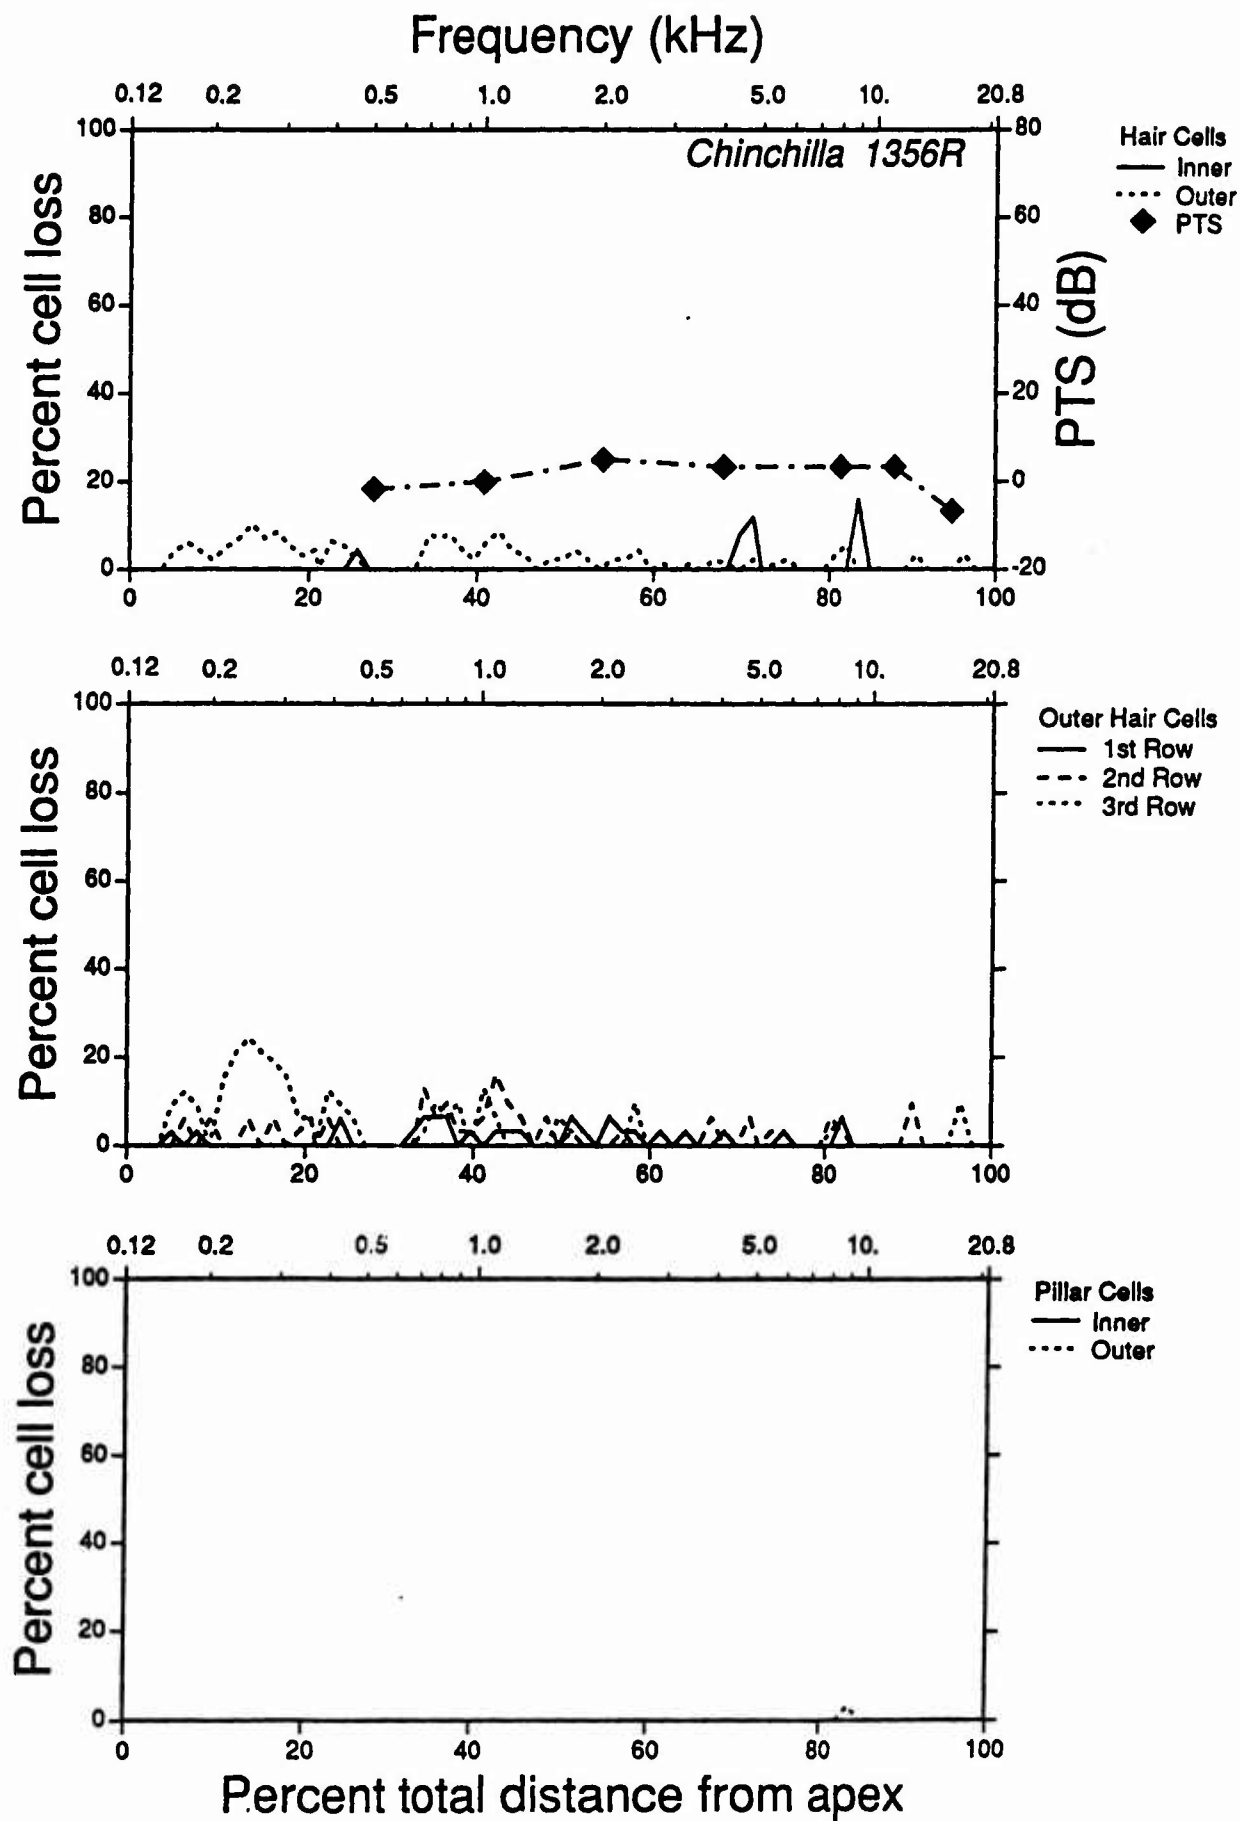 Frequency (kHz)
0.12 0.2 0.5 1.0 2.0 5.0 10. 20.8
Chinchilla 1356R
Percent cell loss
100
80
60
40
20
0
80
60
40
20
0
-20
PTS (dB)
Hair Cells
Inner
Outer
PTS
0 20 40 60 80 100
0.12 0.2 0.5 1.0 2.0 5.0 10. 20.8
Percent cell loss
100
80
60
40
20
0
Outer Hair Cells
1st Row
2nd Row
3rd Row
0 20 40 60 80 100
0.12 0.2 0.5 1.0 2.0 5.0 10. 20.8
Percent cell loss
100
80
60
40
20
0
Pillar Cells
Inner
Outer
0 20 40 60 80 100
Percent total distance from apex